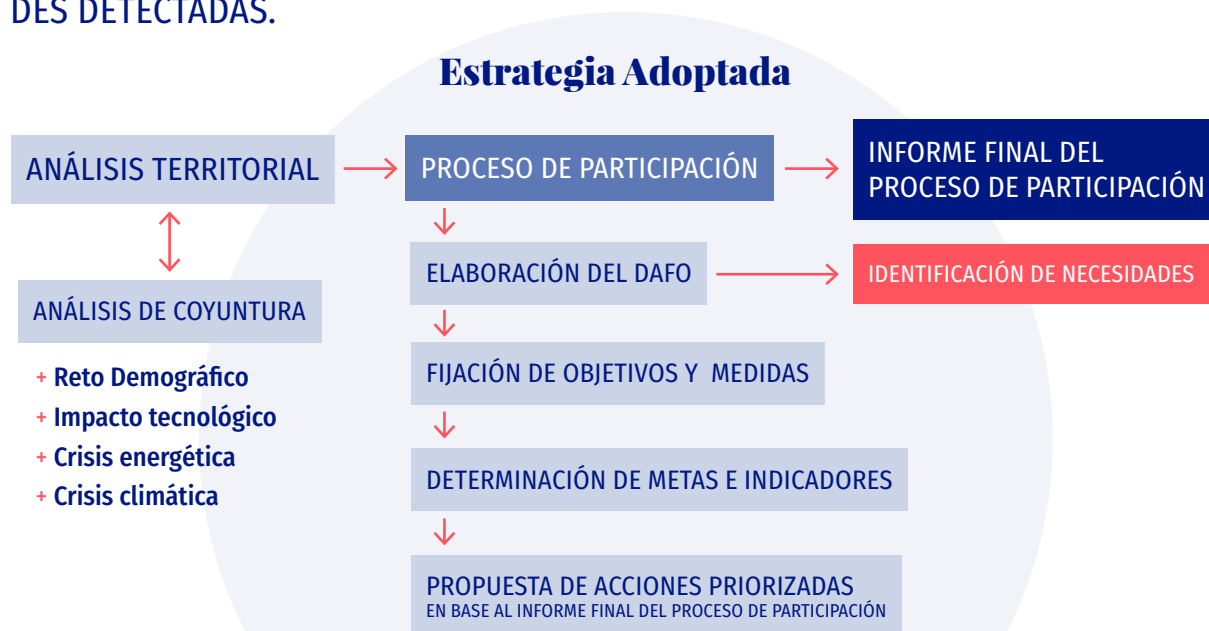 DES DETECTADAS.
Estrategia Adoptada
ANÁLISIS TERRITORIAL
PROCESO DE PARTICIPACIÓN
INFORME FINAL DEL
PROCESO DE PARTICIPACIÓN
ELABORACIÓN DEL DAFO
IDENTIFICACIÓN DE NECESIDADES
ANÁLISIS DE COYUNTURA
+ Reto Demográfico
+ Impacto tecnológico
+ Crisis energética
+ Crisis climática
FIJACIÓN DE OBJETIVOS Y MEDIDAS
DETERMINACIÓN DE METAS E INDICADORES
PROPUESTA DE ACCIONES PRIORIZADAS
EN BASE AL INFORME FINAL DEL PROCESO DE PARTICIPACIÓN